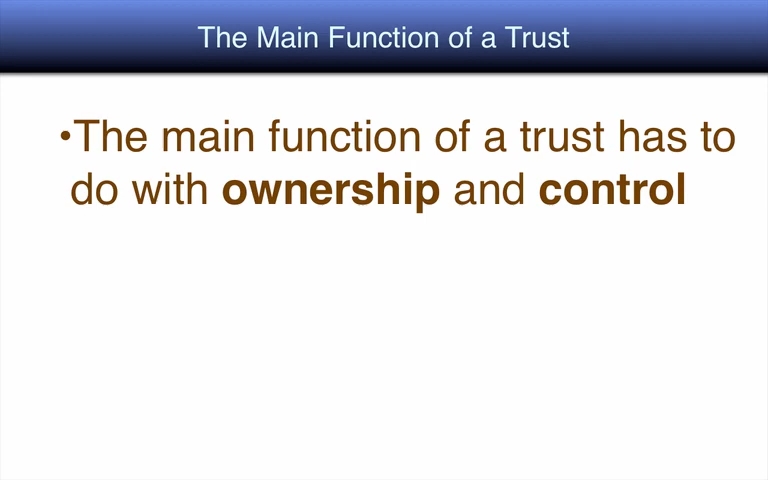 The Main Function of a Trust
•The main function of a trust has to
do with ownership and control